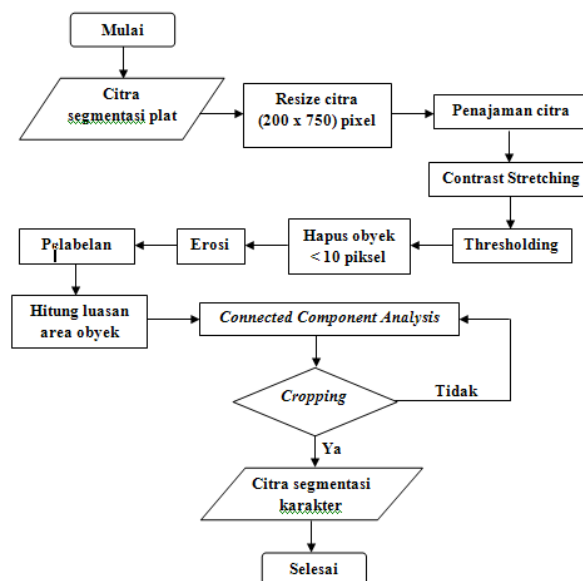 Mulai
Citra
segmentasi plat
Resize citra
(200 x 750) pixel
Penajaman citra
Contrast Stretching
Thresholding
Hapus obyek
< 10 piksel
Erosi
Pelabelan
Hitung luasan
area obyek
Connected Component Analysis
Cropping
Tidak
Ya
Citra segmentasi
karakter
Selesai